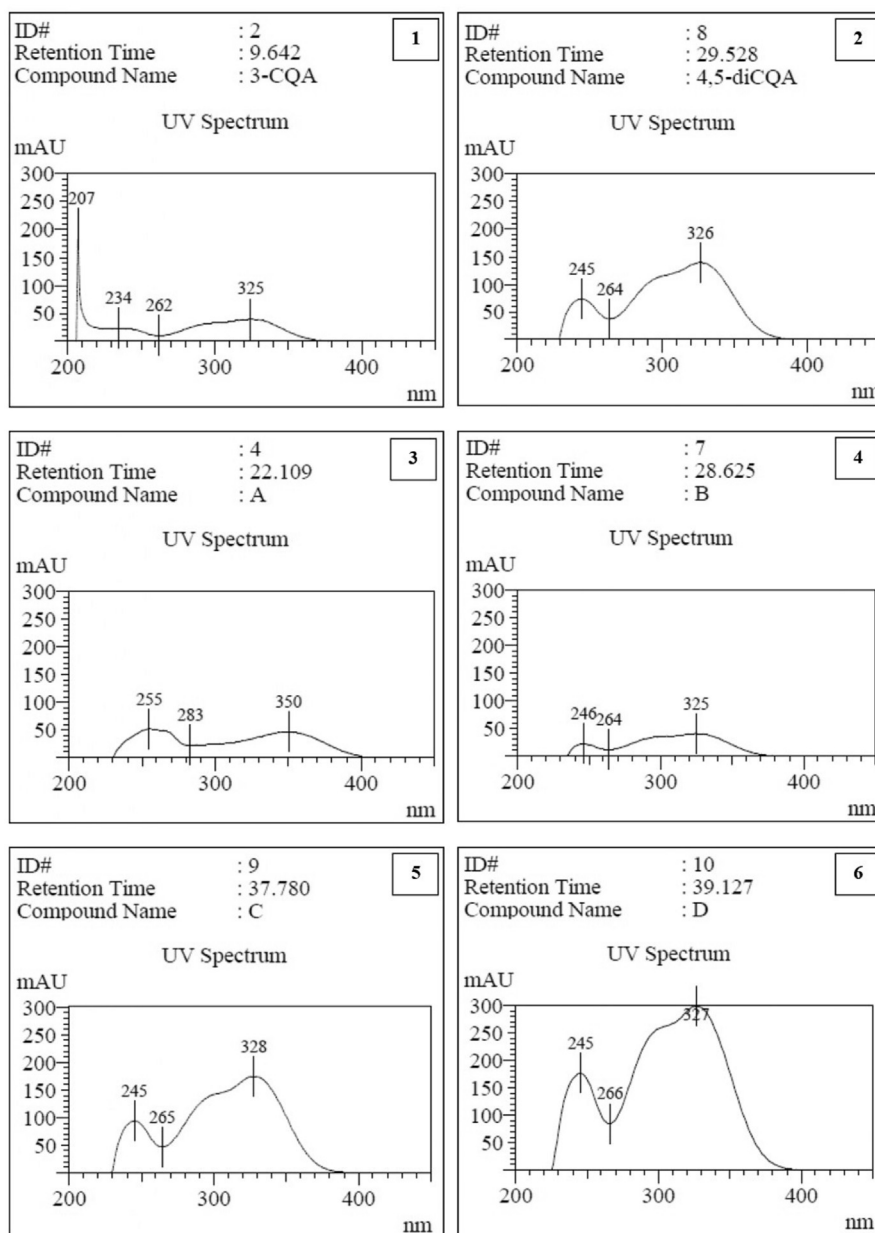 ID# : 2
Retention Time : 9.642
Compound Name : 3-CQA
1
UV Spectrum
mAU
300
250
200
150
100
50
207
234
262
325
200 300 400
nm
ID# : 8
Retention Time : 29.528
Compound Name : 4,5-diCQA
2
UV Spectrum
mAU
300
250
200
150
100
50
245
264
326
200 300 400
nm
ID# : 4
Retention Time : 22.109
Compound Name : A
3
UV Spectrum
mAU
300
250
200
150
100
50
255
283
350
200 300 400
nm
ID# : 7
Retention Time : 28.625
Compound Name : B
4
UV Spectrum
mAU
300
250
200
150
100
50
246
264
325
200 300 400
nm
ID# : 9
Retention Time : 37.780
Compound Name : C
5
UV Spectrum
mAU
300
250
200
150
100
50
245
265
328
200 300 400
nm
ID# : 10
Retention Time : 39.127
Compound Name : D
6
UV Spectrum
mAU
300
250
200
150
100
50
245
266
327
200 300 400
nm